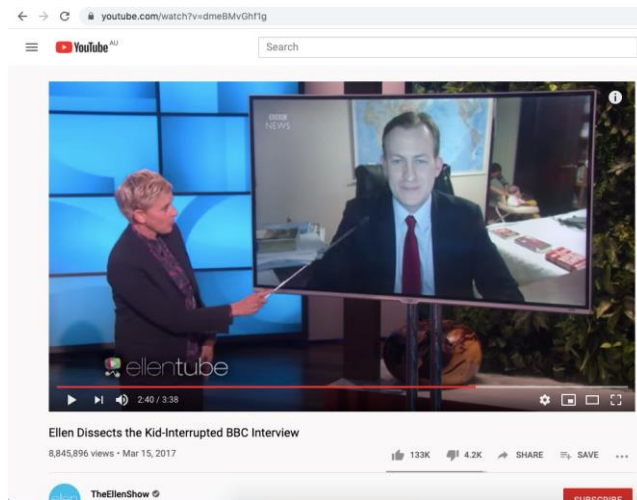 youtube.com/watch?v=dmeBMvGhf1g
YouTube AU
Search
BBC
NEWS
ellentube
2:40 / 3:38
Ellen Dissects the Kid-Interrupted BBC Interview
8,845,896 views • Mar 15, 2017
133K 4.2K SHARE SAVE
ellen
TheEllenShow
SUBSCRIBE